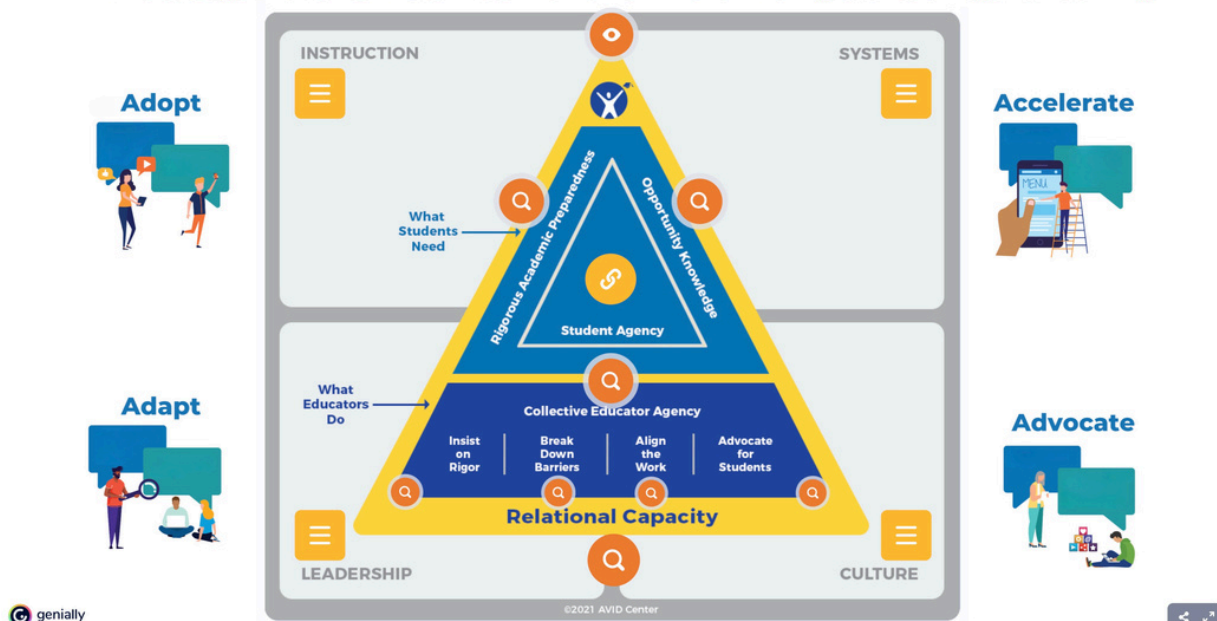 INSTRUCTION
SYSTEMS
Adopt
Accelerate
MENU
Rigorous Academic Preparedness
Opportunity Knowledge
What
Students
Need
Student Agency
What
Educators
Do
Adapt
Advocate
Collective Educator Agency
Insist
on
Rigor
Break
Down
Barriers
Align
the
Work
Advocate
for
Students
Relational Capacity
LEADERSHIP
CULTURE
©2021 AVID Center
genially